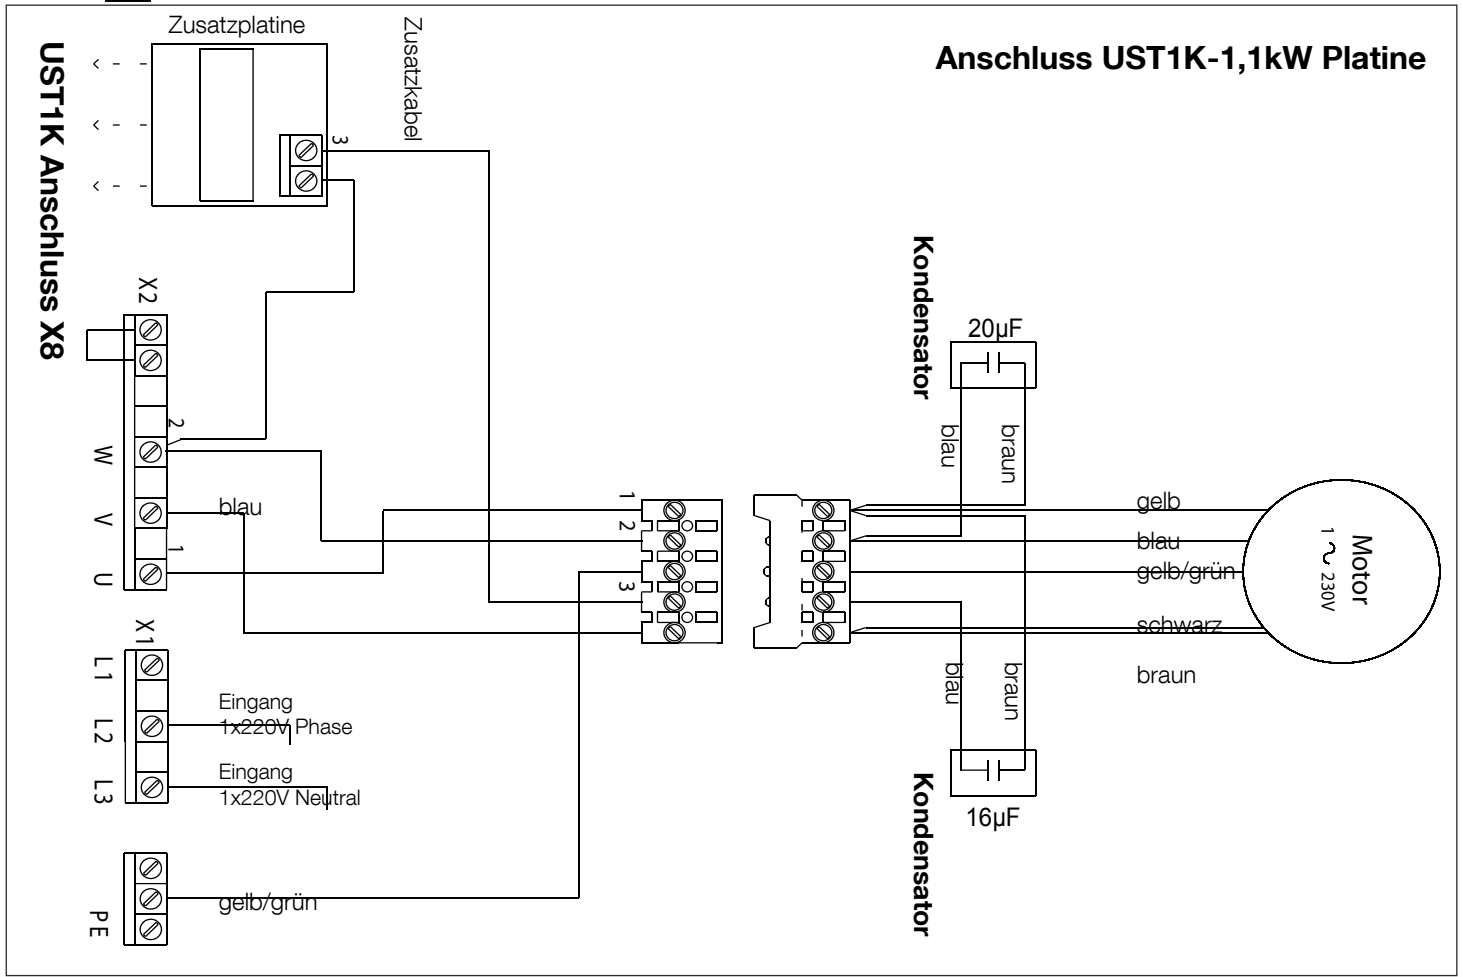 Zusatzplatine
Zusatzkabel
Anschluss UST1K-1,1kW Platine
UST1K Anschluss X8
3
X2
2
W
V
blau
1
U
X1
L1
L2
L3
Eingang
1x220V Phase
Eingang
1x220V Neutral
PE
gelb/grün
1
2
3
Kondensator
20µF
blau
braun
gelb
blau
gelb/grün
schwarz
braun
Motor
1 ~ 230V
blau
braun
Kondensator
16µF